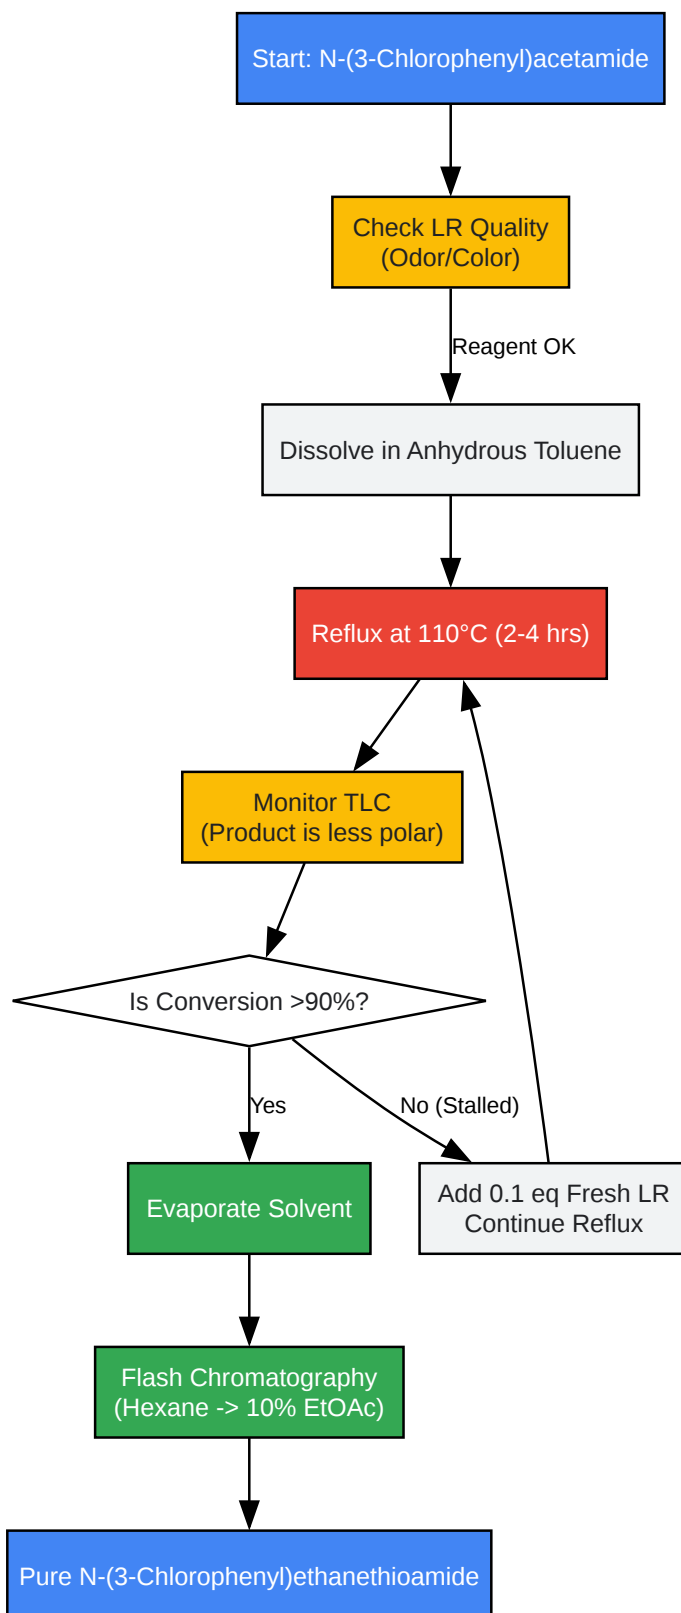 Start: N-(3-Chlorophenyl)acetamide
Check LR Quality
(Odor/Color)
Reagent OK
Dissolve in Anhydrous Toluene
Reflux at 110°C (2-4 hrs)
Monitor TLC
(Product is less polar)
Is Conversion >90%?
Yes
No (Stalled)
Evaporate Solvent
Add 0.1 eq Fresh LR
Continue Reflux
Flash Chromatography
(Hexane -> 10% EtOAc)
Pure N-(3-Chlorophenyl)ethanethioamide